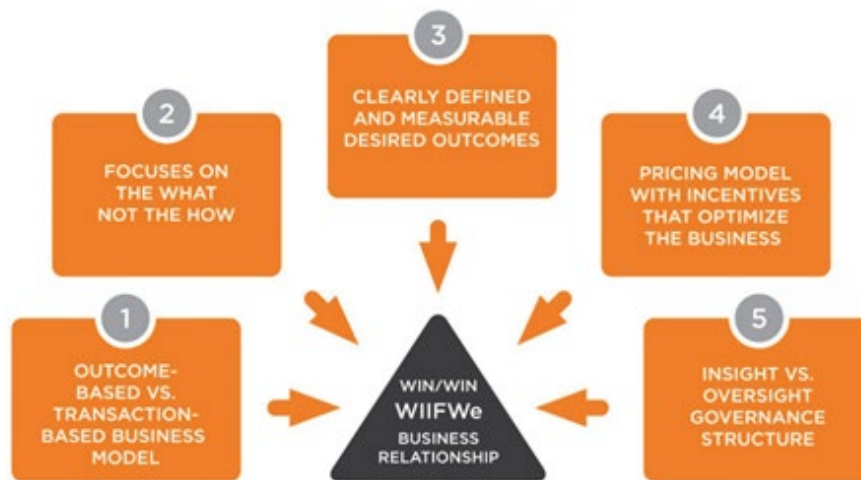 1
OUTCOME-
BASED VS.
TRANSACTION-
BASED BUSINESS
MODEL
2
FOCUSES ON
THE WHAT
NOT THE HOW
3
CLEARLY DEFINED
AND MEASURABLE
DESIRED OUTCOMES
4
PRICING MODEL
WITH INCENTIVES
THAT OPTIMIZE
THE BUSINESS
5
INSIGHT VS.
OVERSIGHT
GOVERNANCE
STRUCTURE
WIN/WIN
WIIFWe
BUSINESS
RELATIONSHIP